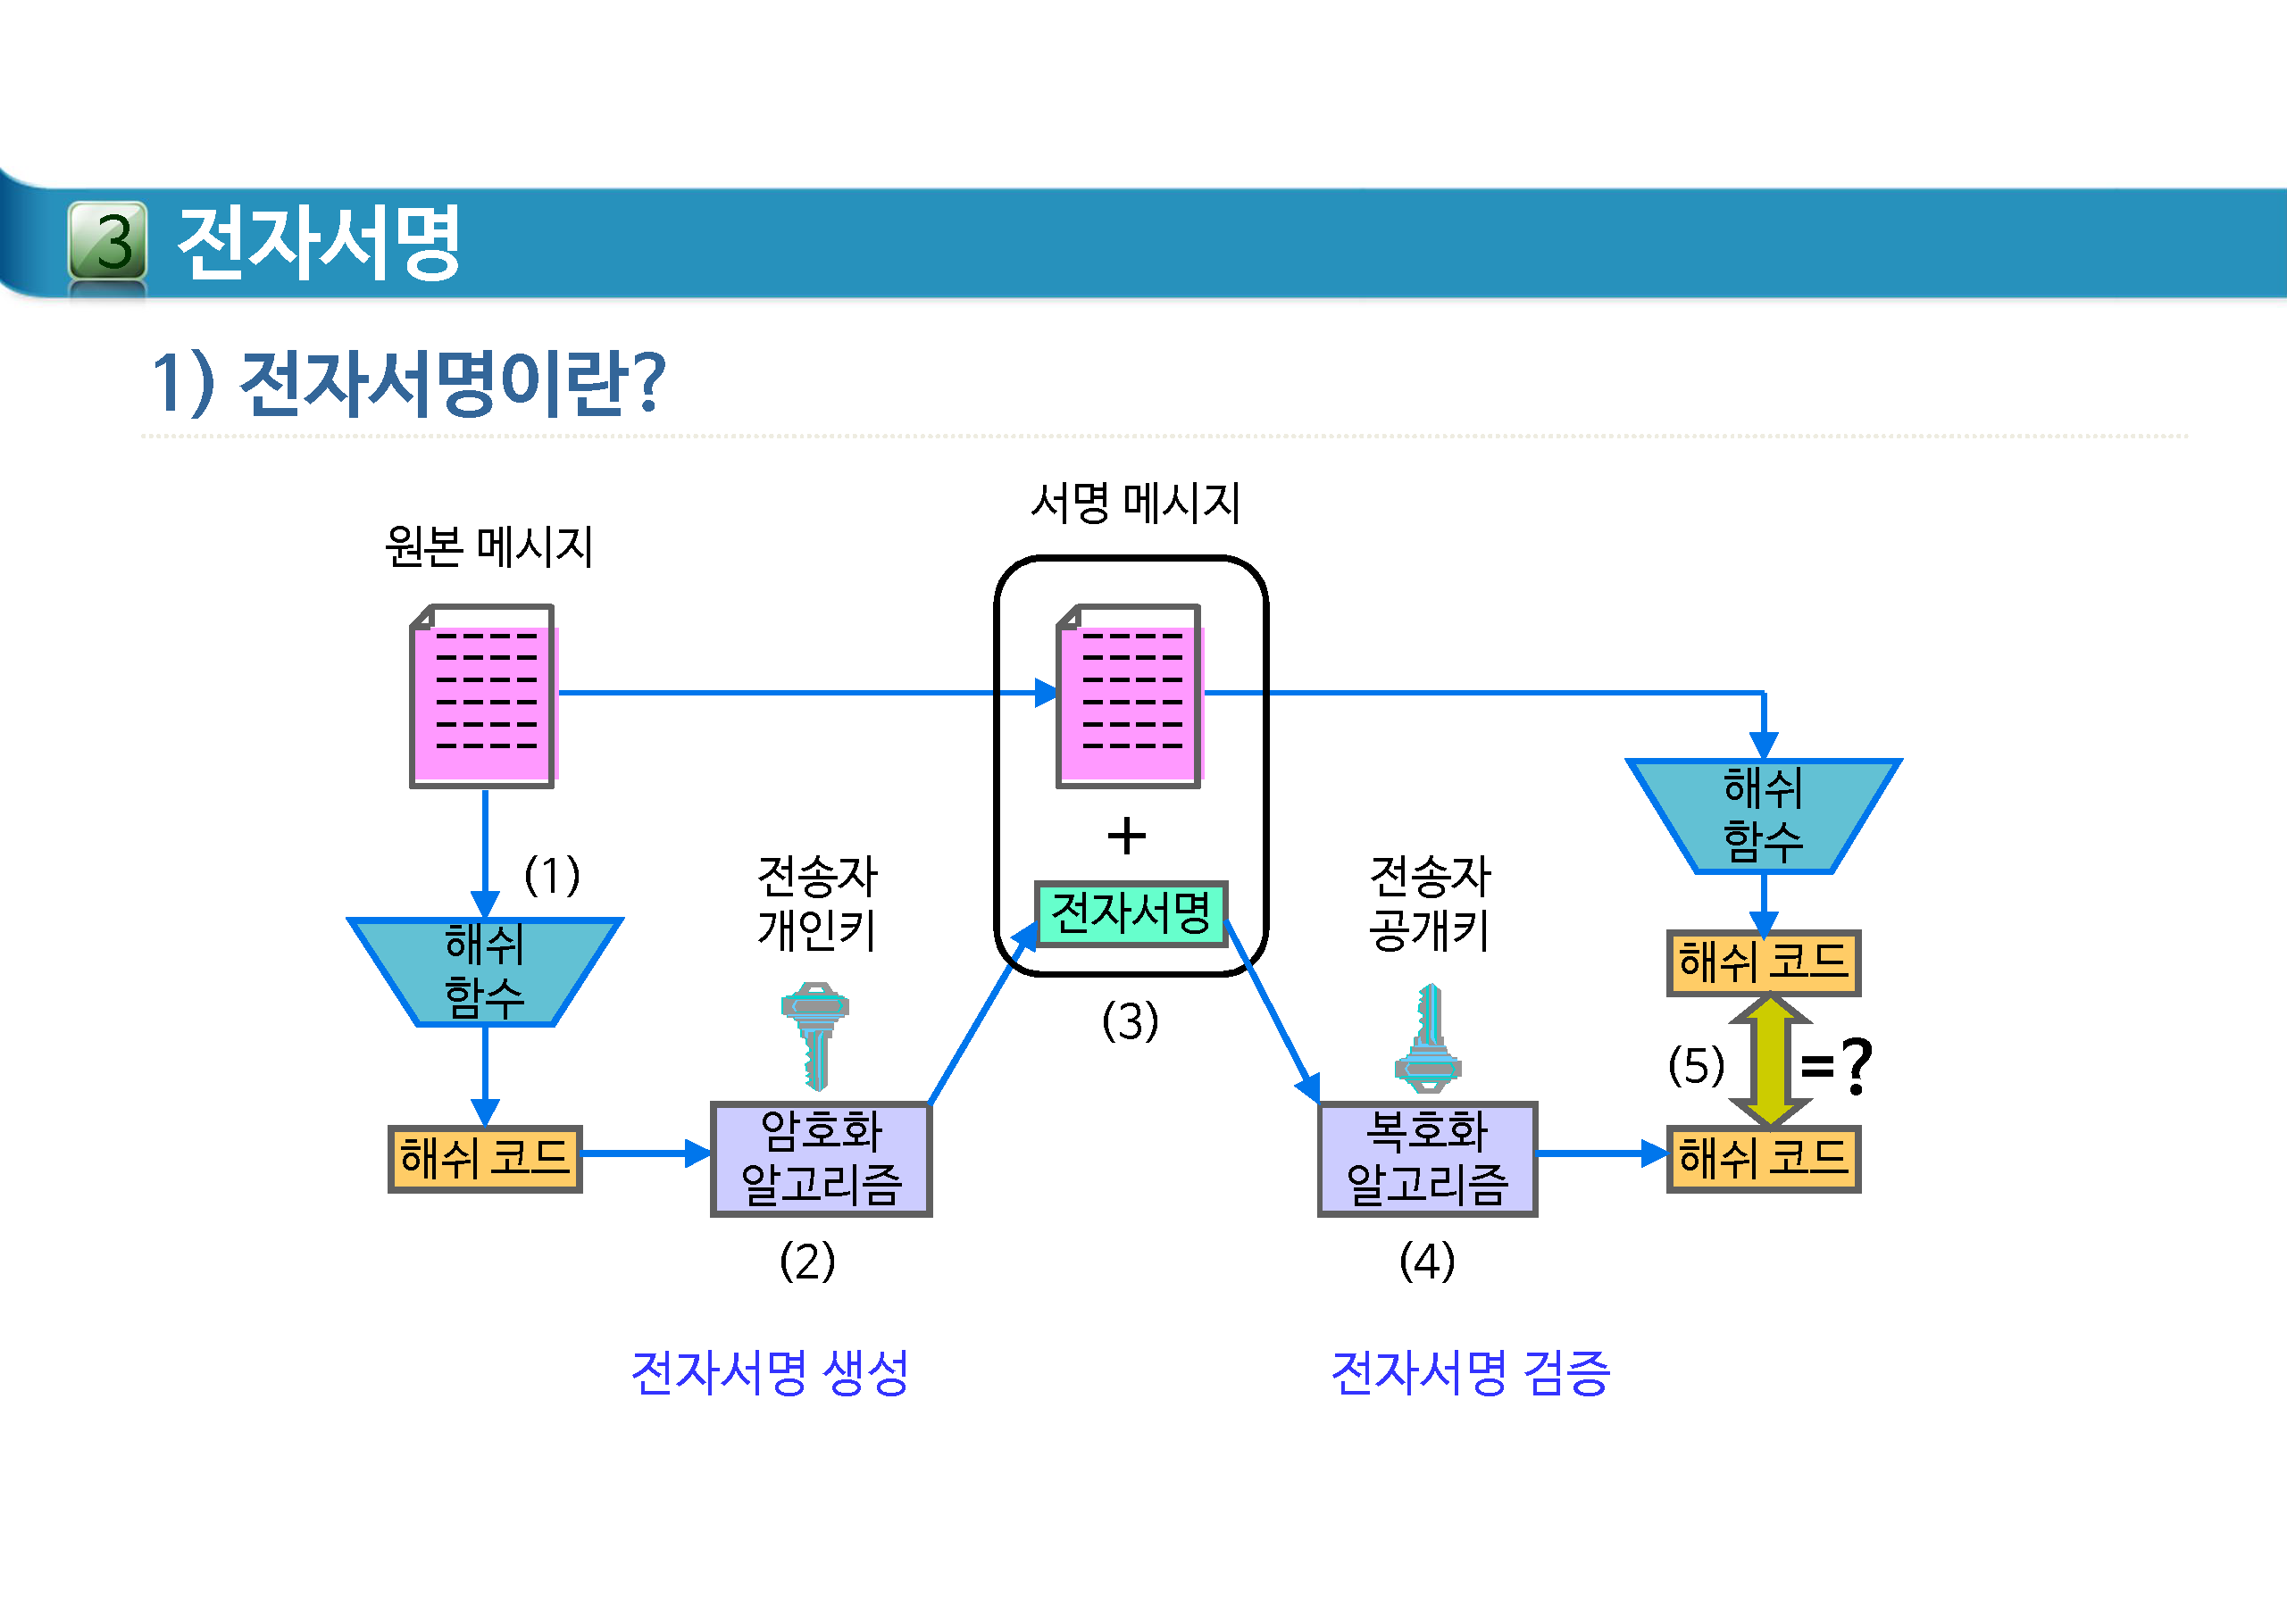 3 전자서명
1) 전자서명이란?
원본 메시지
서명 메시지
(1)
해쉬
함수
해쉬 코드
전송자
개인키
암호화
알고리즘
(2)
+
전자서명
(3)
전송자
공개키
복호화
알고리즘
(4)
해쉬
함수
해쉬 코드
(5) =?
해쉬 코드
전자서명 생성
전자서명 검증